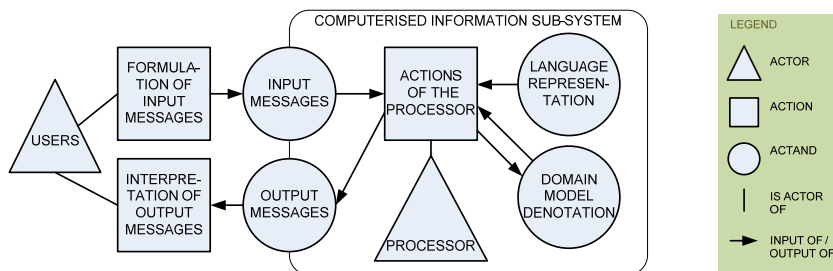 COMPUTERISED INFORMATION SUB-SYSTEM
USERS
FORMULA-
TION OF
INPUT
MESSAGES
INPUT
MESSAGES
ACTIONS
OF THE
PROCESSOR
LANGUAGE
REPRESEN-
TATION
INTERPRE-
TATION OF
OUTPUT
MESSAGES
OUTPUT
MESSAGES
PROCESSOR
DOMAIN
MODEL
DENOTATION
LEGEND
ACTOR
ACTION
ACTAND
IS ACTOR
OF
INPUT OF /
OUTPUT OF